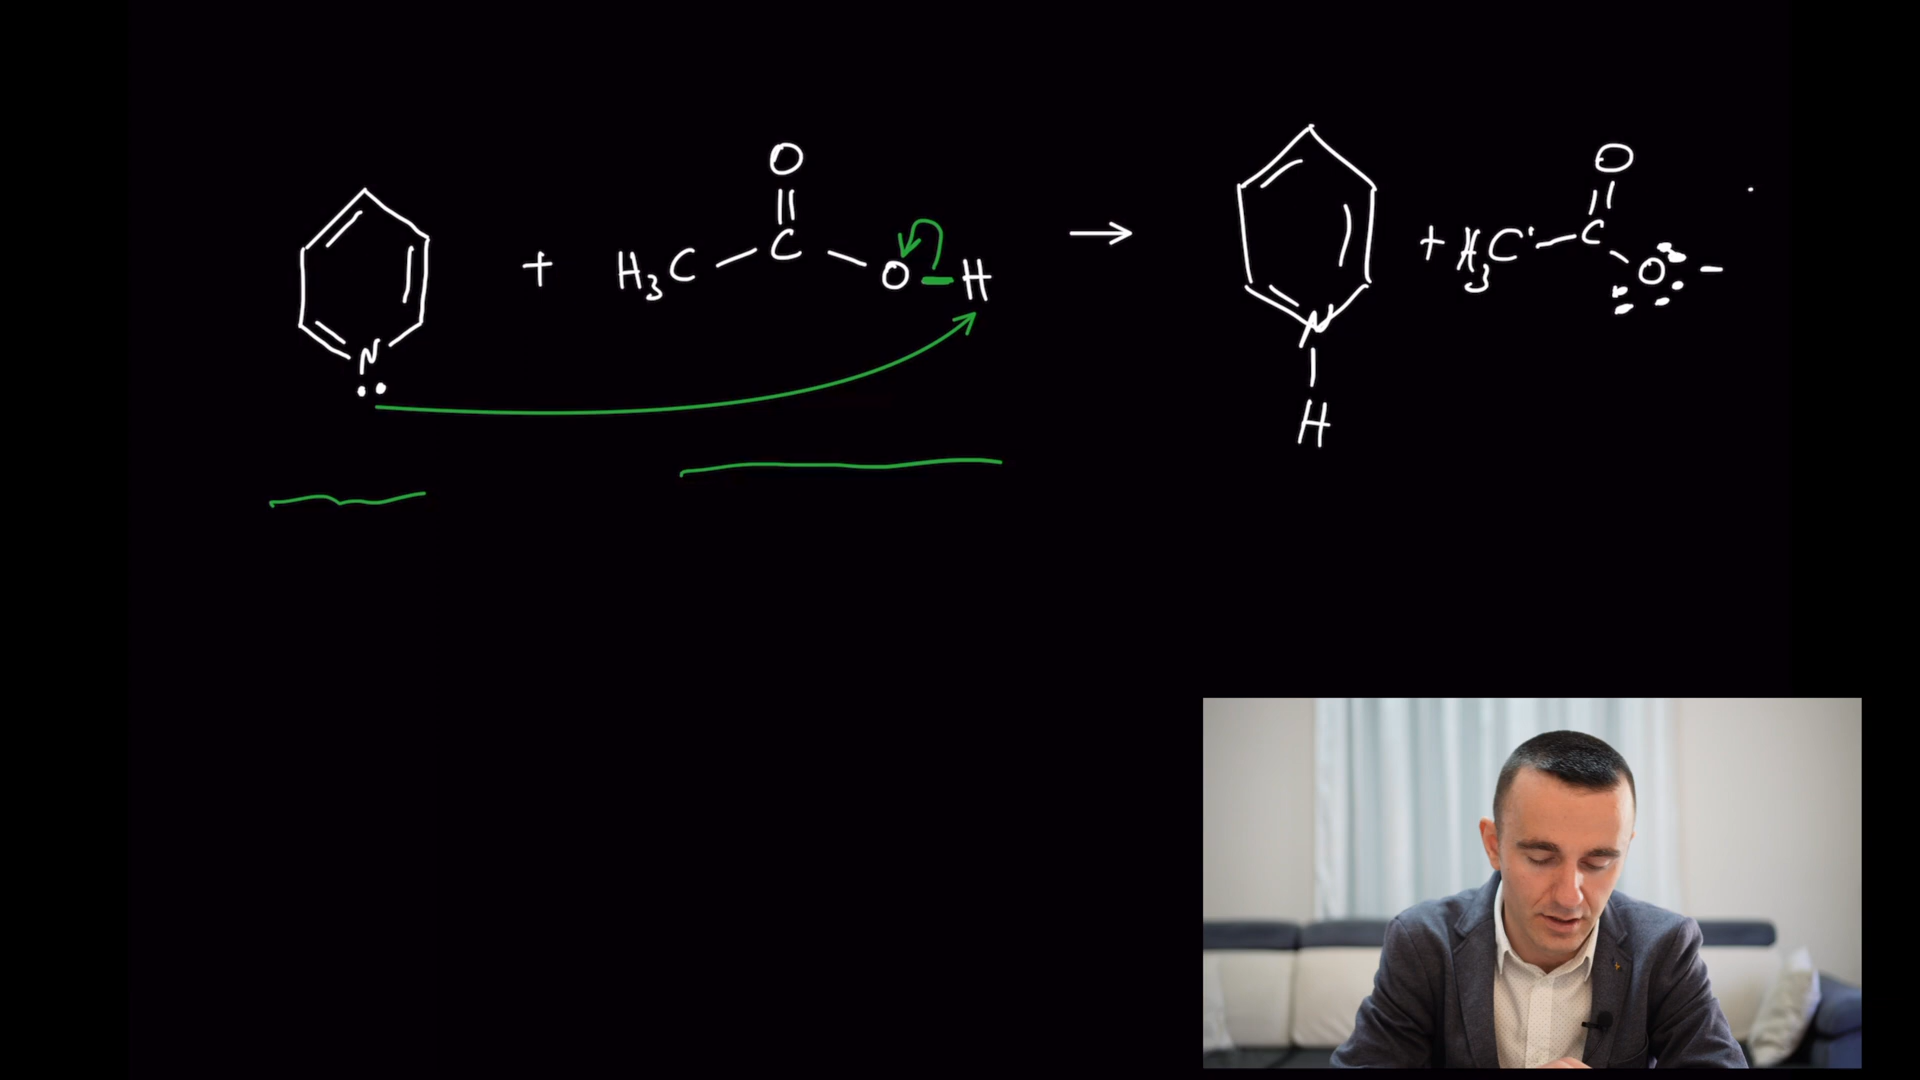 O O
H₃C — C — O — H → + H₃C — C — O −
N + N
H